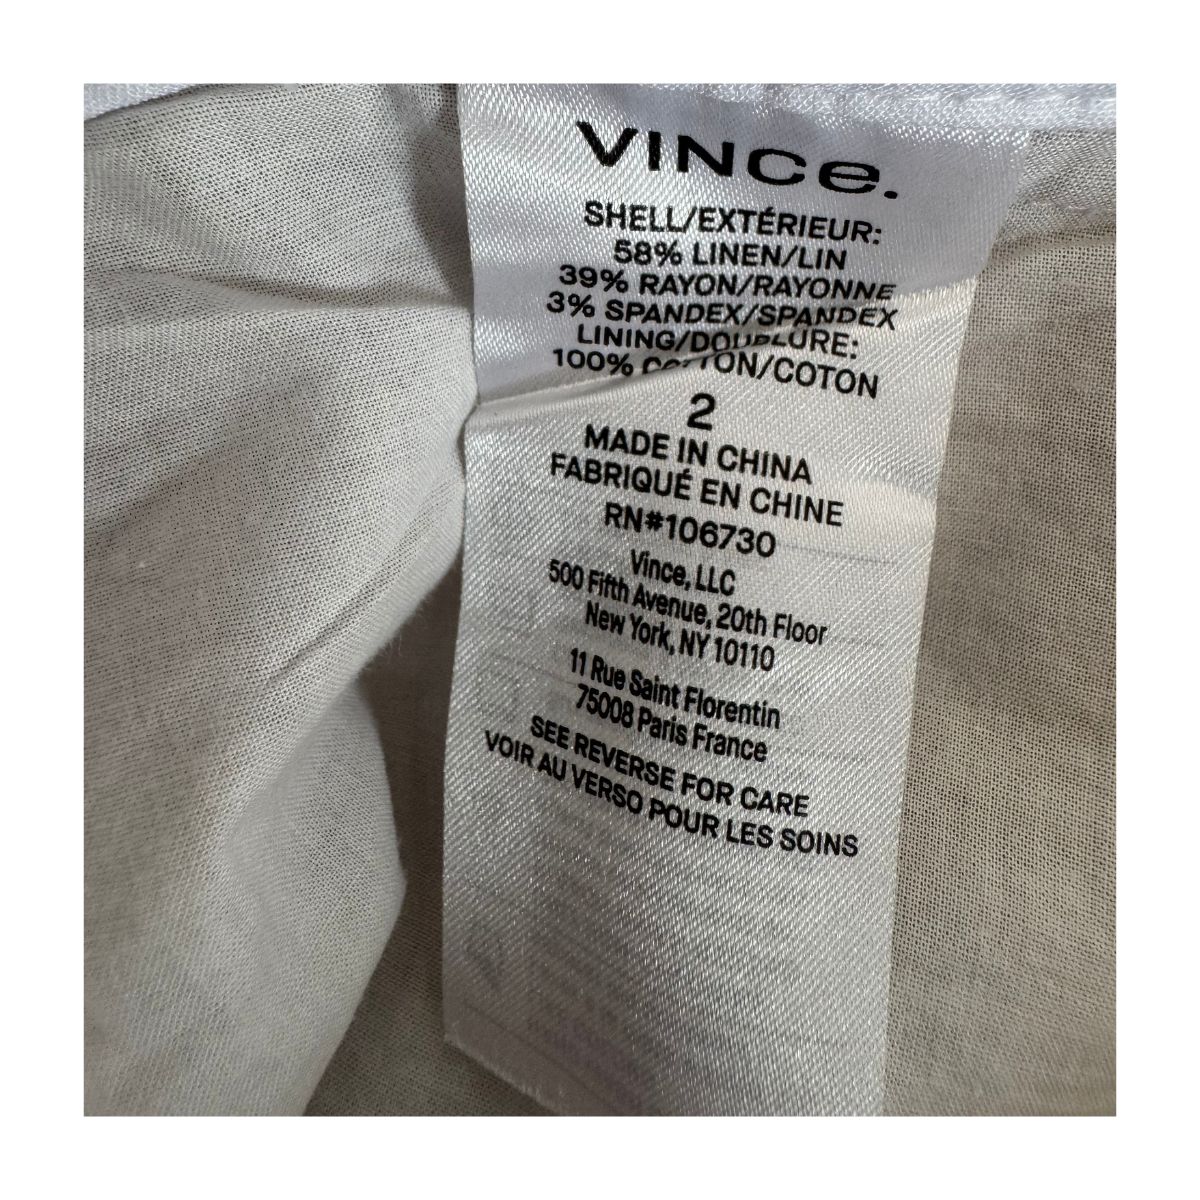 VINCe.
SHELL/EXTÉRIEUR:
58% LINEN/LIN
39% RAYON/RAYONNE
3% SPANDEX/SPANDEX
LINING/DOUBLURE:
100% COTTON/COTON
2
MADE IN CHINA
FABRIQUÉ EN CHINE
RN#106730
Vince, LLC
500 Fifth Avenue, 20th Floor
New York, NY 10110
11 Rue Saint Florentin
75008 Paris France
SEE REVERSE FOR CARE
VOIR AU VERSO POUR LES SOINS